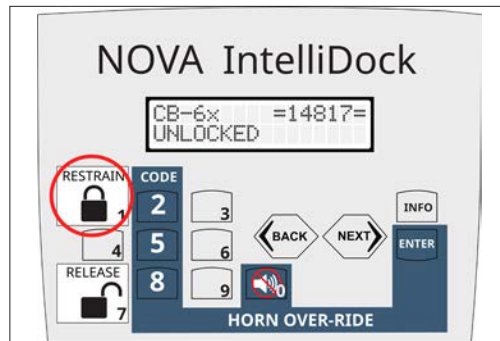 NOVA IntelliDock
CB-6x =14817=
UNLOCKED
RESTRAIN
1
CODE
2
3
4
5
6
BACK
NEXT
INFO
ENTER
RELEASE
7
8
9
0
HORN OVER-RIDE